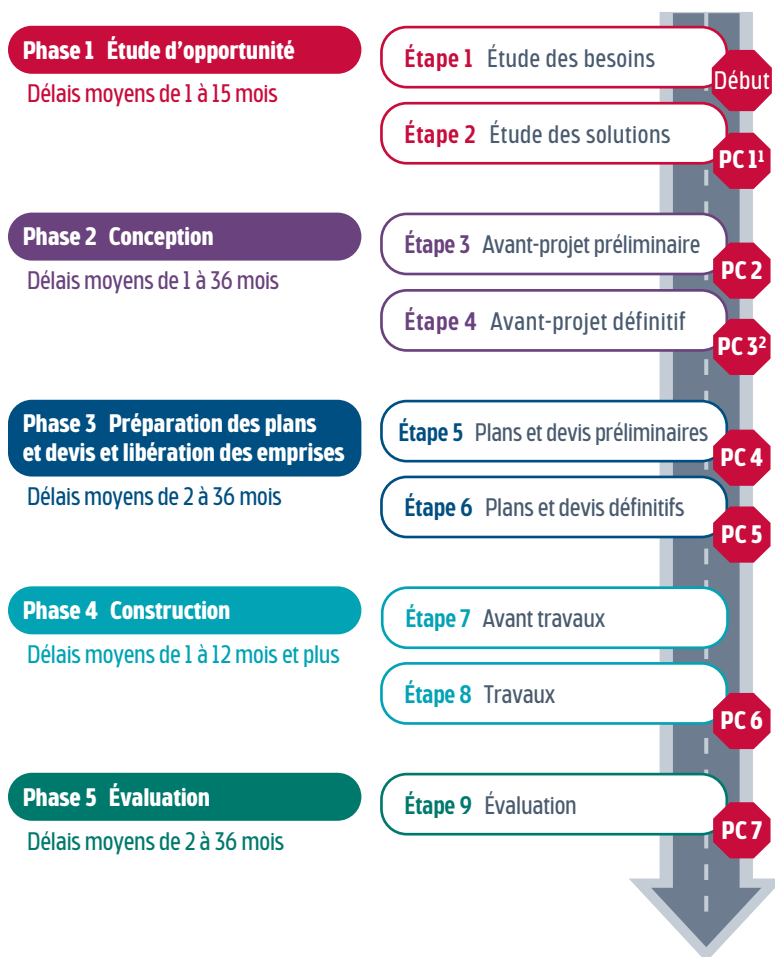 Phase 1 Étude d'opportunité
Délais moyens de 1 à 15 mois
Étape 1 Étude des besoins
Début
Étape 2 Étude des solutions
PC 1¹
Phase 2 Conception
Délais moyens de 1 à 36 mois
Étape 3 Avant-projet préliminaire
PC 2
Étape 4 Avant-projet définitif
PC 3²
Phase 3 Préparation des plans
et devis et libération des emprises
Délais moyens de 2 à 36 mois
Étape 5 Plans et devis préliminaires
PC 4
Étape 6 Plans et devis définitifs
PC 5
Phase 4 Construction
Délais moyens de 1 à 12 mois et plus
Étape 7 Avant travaux
Étape 8 Travaux
PC 6
Phase 5 Évaluation
Délais moyens de 2 à 36 mois
Étape 9 Évaluation
PC 7